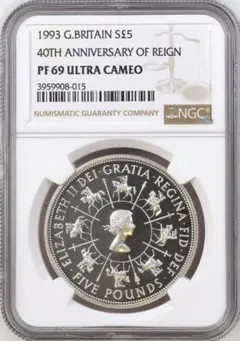 1993 G.BRITAIN S£5
40TH ANNIVERSARY OF REIGN
PF 69 ULTRA CAMEO
3959908-015
NUMISMATIC GUARANTY COMPANY
NGC
ELIZABETH·II·DEI·GRATIA·REGINA·FID·DEF·
FIVE POUNDS